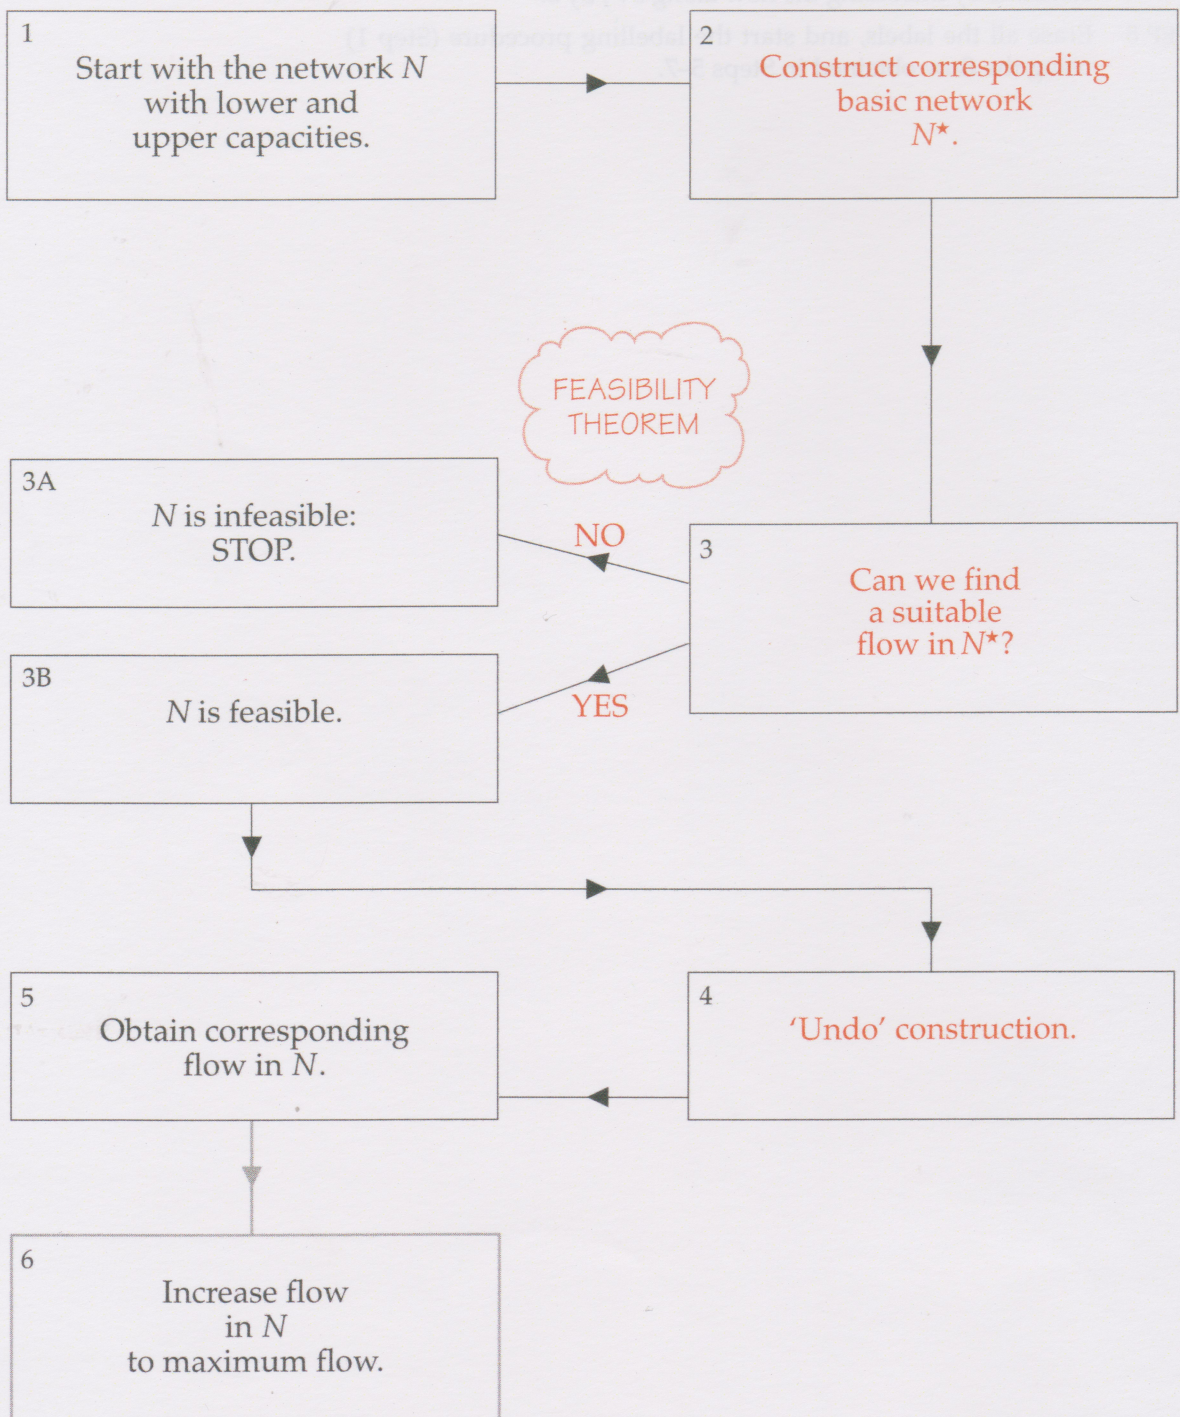 1
Start with the network N
with lower and
upper capacities.
2
Construct corresponding
basic network
N★.
FEASIBILITY
THEOREM
3A
N is infeasible:
STOP.
NO
3
Can we find
a suitable
flow in N★?
3B
N is feasible.
YES
5
Obtain corresponding
flow in N.
4
‘Undo’ construction.
6
Increase flow
in N
to maximum flow.